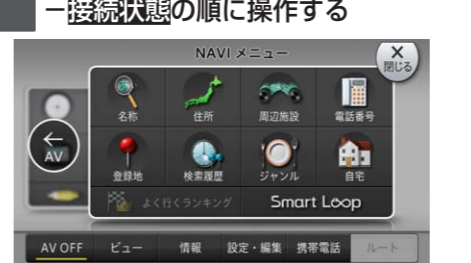 －接続状態の順に操作する
NAVI メニュー
X
閉じる
名称 住所 周辺施設 電話番号
←
AV
登録地 検索履歴 ジャンル 自宅
よく行くランキング Smart Loop
AV OFF ビュー 情報 設定・編集 携帯電話 ルート